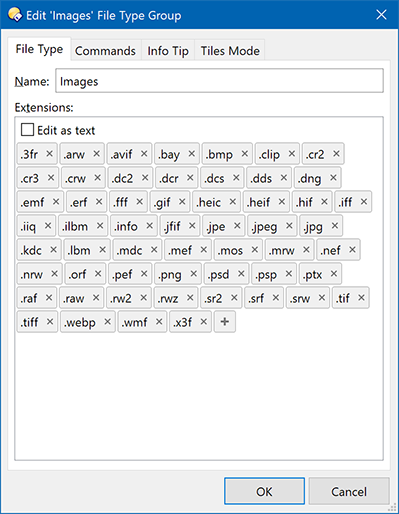 Edit 'Images' File Type Group
File Type Commands Info Tip Tiles Mode
Name: Images
Extensions:
Edit as text
.3fr .arw .avif .bay .bmp .clip .cr2
.cr3 .crw .dc2 .dcr .dcs .dds .dng
.emf .erf .fff .gif .heic .heif .hif .iff
.iiq .ilbm .info .jfif .jpe .jpeg .jpg
.kdc .lbm .mdc .mef .mos .mrw .nef
.nrw .orf .pef .png .psd .psp .ptx
.raf .raw .rw2 .rwz .sr2 .srf .srw .tif
.tiff .webp .wmf .x3f
OK Cancel